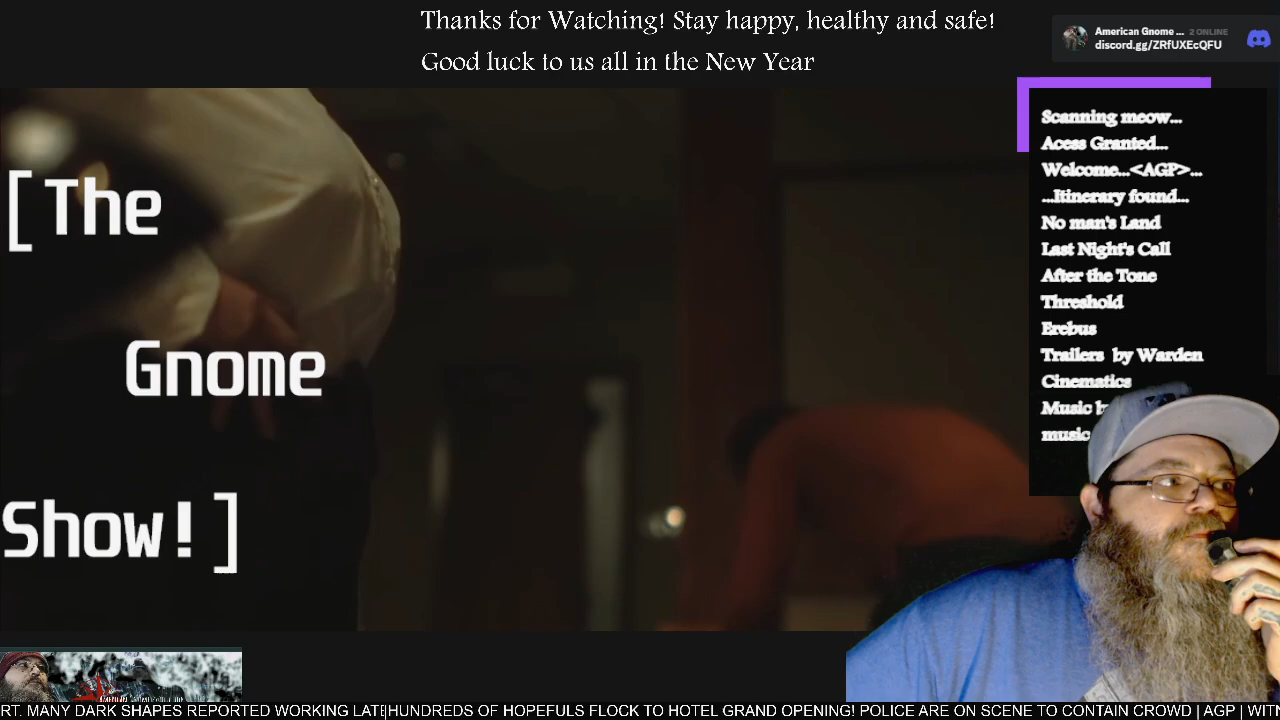 Thanks for Watching! Stay happy, healthy and safe!
Good luck to us all in the New Year
American Gnome ... 2 ONLINE
discord.gg/ZRfUXEcQFU
[The
Gnome
Show!]
Scanning meow...
Acess Granted...
Welcome...<AGP>...
...Itinerary found...
No man's Land
Last Night's Call
After the Tone
Threshold
Erebus
Trailers by Warden
Cinematics
Music
music
RT. MANY DARK SHAPES REPORTED WORKING LATE HUNDREDS OF HOPEFULS FLOCK TO HOTEL GRAND OPENING! POLICE ARE ON SCENE TO CONTAIN CROWD | AGP | WITN